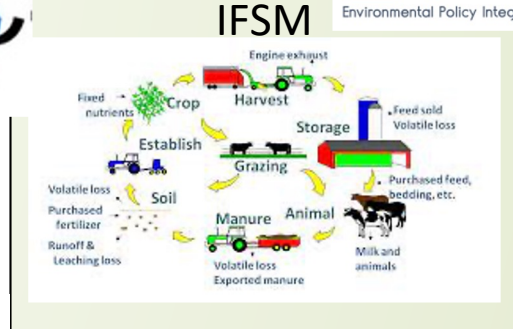 IFSM
Environmental Policy Integ
Engine exhaust
Fixed
nutrients
Crop
Harvest
Feed sold
Volatile loss
Storage
Establish
Grazing
Purchased feed,
bedding, etc.
Volatile loss
Soil
Purchased
fertilizer
Manure
Animal
Runoff &
Leaching loss
Milk and
animals
Volatile loss
Exported manure